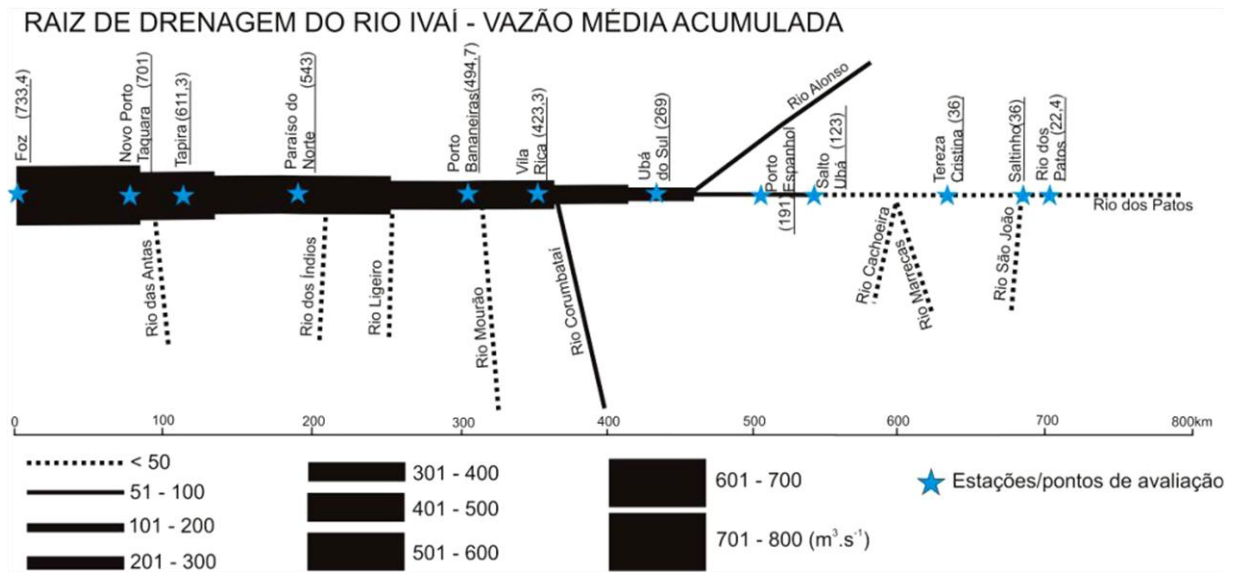 RAIZ DE DRENAGEM DO RIO IVAÍ - VAZÃO MÉDIA ACUMULADA
Foz (733,4)
Novo Porto
Taquara (701)
Tapira (611,3)
Paraiso do
Norte (543)
Porto
Bananeiras(494,7)
Vila
Rica (423,3)
Ubá
do Sul (269)
Rio Alonso
Porto
Espanhol
(191)
Salto
Ubá (123)
Tereza
Cristina (36)
Saltinho(36)
Rio dos
Patos (22,4)
Rio dos Patos
Rio das Antas
Rio dos Índios
Rio Ligeiro
Rio Mourão
Rio Corumbataí
Rio Cachoeira
Rio Marrecas
Rio São João
0 100 200 300 400 500 600 700 800km
< 50
51 - 100
101 - 200
201 - 300
301 - 400
401 - 500
501 - 600
601 - 700
701 - 800 (m³.s⁻¹)
Estações/pontos de avaliação